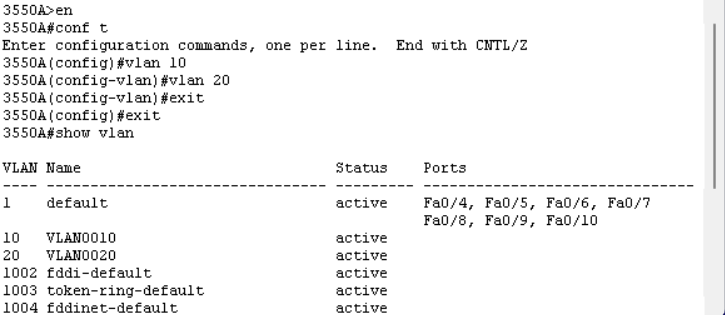 3550A>en
3550A#conf t
Enter configuration commands, one per line.  End with CNTL/Z
3550A(config)#vlan 10
3550A(config-vlan)#vlan 20
3550A(config-vlan)#exit
3550A(config)#exit
3550A#show vlan
VLAN Name                             Status    Ports
---- -------------------------------- --------- -------------------------------
1    default                          active    Fa0/4, Fa0/5, Fa0/6, Fa0/7
                                                Fa0/8, Fa0/9, Fa0/10
10   VLAN0010                         active
20   VLAN0020                         active
1002 fddi-default                     active
1003 token-ring-default               active
1004 fddinet-default                  active